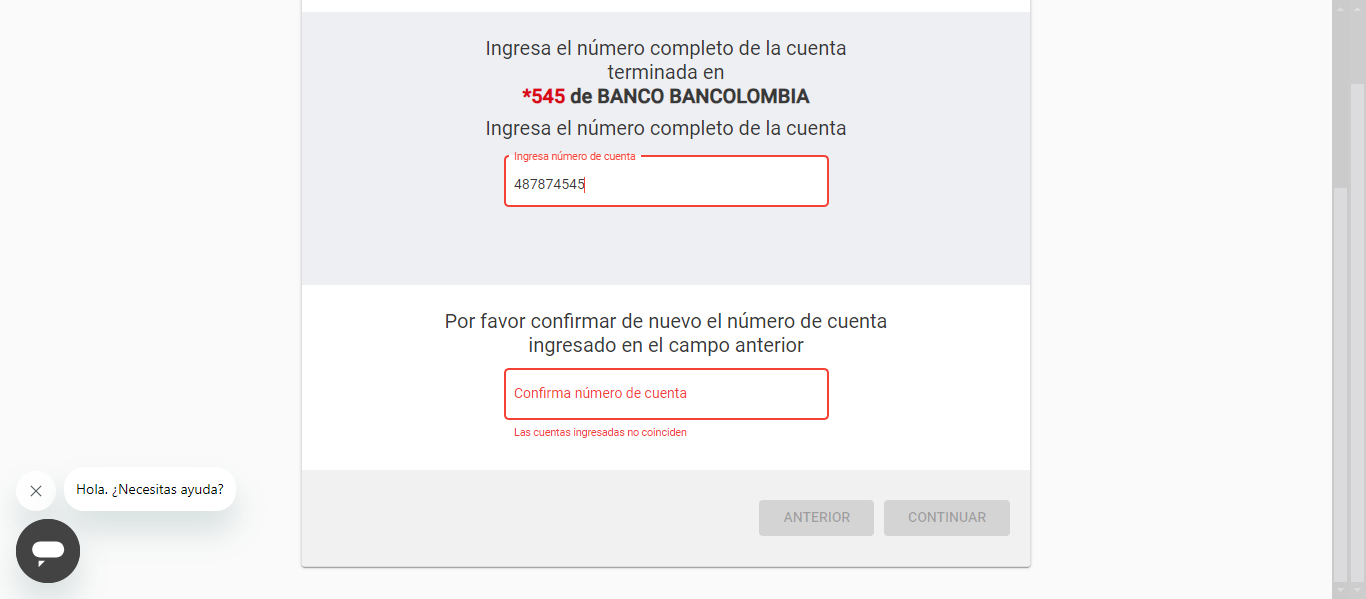 Ingresa el número completo de la cuenta
terminada en
*545 de BANCO BANCOLOMBIA
Ingresa el número completo de la cuenta
Ingresa número de cuenta
487874545
Por favor confirmar de nuevo el número de cuenta
ingresado en el campo anterior
Confirma número de cuenta
Las cuentas ingresadas no coinciden
Hola. ¿Necesitas ayuda?
ANTERIOR
CONTINUAR